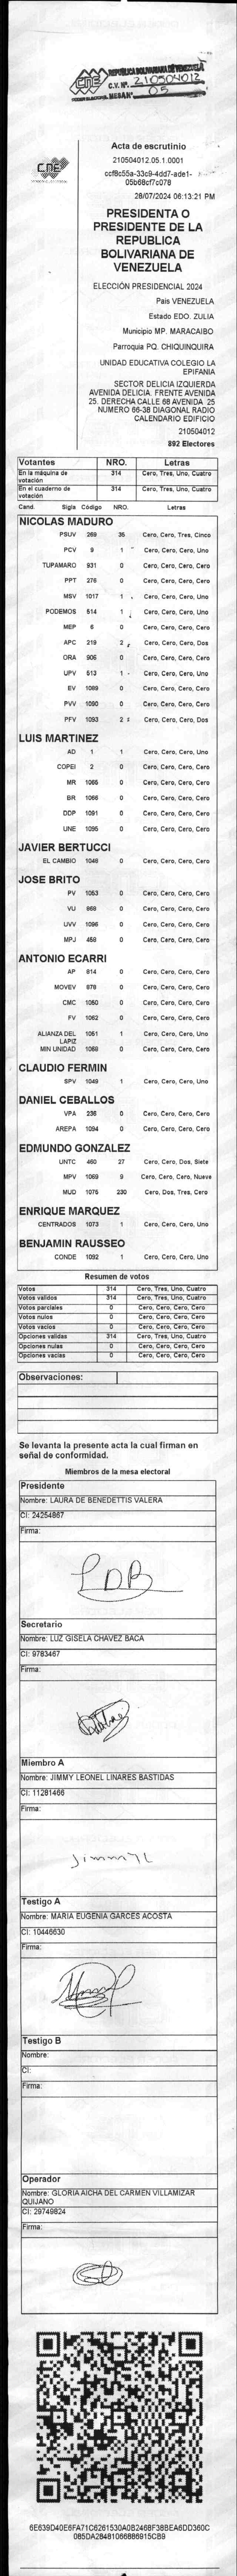 REPÚBLICA BOLIVARIANA DE VENEZUELA
C.V. Nº. 210504012
MESA Nº 05
CNE
Acta de escrutinio
210504012.05.1.0001
ccf8c55a-33c9-4dd7-ade1-
05b68cf7c078
28/07/2024 06:13:21 PM
PRESIDENTA O
PRESIDENTE DE LA
REPUBLICA
BOLIVARIANA DE
VENEZUELA
ELECCIÓN PRESIDENCIAL 2024
Pais VENEZUELA
Estado EDO. ZULIA
Municipio MP. MARACAIBO
Parroquia PQ. CHIQUINQUIRA
UNIDAD EDUCATIVA COLEGIO LA
EPIFANIA
SECTOR DELICIA IZQUIERDA
AVENIDA DELICIA. FRENTE AVENIDA
25. DERECHA CALLE 68 AVENIDA 25
NUMERO 66-38 DIAGONAL RADIO
CALENDARIO EDIFICIO
210504012
892 Electores
Votantes NRO. Letras
En la máquina de votación 314 Cero, Tres, Uno, Cuatro
En el cuaderno de votación 314 Cero, Tres, Uno, Cuatro
Cand. Sigla Código NRO. Letras
NICOLAS MADURO
PSUV 269 35 Cero, Cero, Tres, Cinco
PCV 9 1 Cero, Cero, Cero, Uno
TUPAMARO 931 0 Cero, Cero, Cero, Cero
PPT 276 0 Cero, Cero, Cero, Cero
MSV 1017 1 Cero, Cero, Cero, Uno
PODEMOS 514 1 Cero, Cero, Cero, Uno
MEP 6 0 Cero, Cero, Cero, Cero
APC 219 2 Cero, Cero, Cero, Dos
ORA 906 0 Cero, Cero, Cero, Cero
UPV 513 1 Cero, Cero, Cero, Uno
EV 1089 0 Cero, Cero, Cero, Cero
PVV 1090 0 Cero, Cero, Cero, Cero
PFV 1093 2 Cero, Cero, Cero, Dos
LUIS MARTINEZ
AD 1 1 Cero, Cero, Cero, Uno
COPEI 2 0 Cero, Cero, Cero, Cero
MR 1065 0 Cero, Cero, Cero, Cero
BR 1066 0 Cero, Cero, Cero, Cero
DDP 1091 0 Cero, Cero, Cero, Cero
UNE 1095 0 Cero, Cero, Cero, Cero
JAVIER BERTUCCI
EL CAMBIO 1048 0 Cero, Cero, Cero, Cero
JOSE BRITO
PV 1053 0 Cero, Cero, Cero, Cero
VU 868 0 Cero, Cero, Cero, Cero
UVV 1096 0 Cero, Cero, Cero, Cero
MPJ 458 0 Cero, Cero, Cero, Cero
ANTONIO ECARRI
AP 814 0 Cero, Cero, Cero, Cero
MOVEV 879 0 Cero, Cero, Cero, Cero
CMC 1050 0 Cero, Cero, Cero, Cero
FV 1062 0 Cero, Cero, Cero, Cero
ALIANZA DEL LAPIZ 1051 1 Cero, Cero, Cero, Uno
MIN UNIDAD 1068 0 Cero, Cero, Cero, Cero
CLAUDIO FERMIN
SPV 1049 1 Cero, Cero, Cero, Uno
DANIEL CEBALLOS
VPA 236 0 Cero, Cero, Cero, Cero
AREPA 1094 0 Cero, Cero, Cero, Cero
EDMUNDO GONZALEZ
UNTC 460 27 Cero, Cero, Dos, Siete
MPV 1069 9 Cero, Cero, Cero, Nueve
MUD 1075 230 Cero, Dos, Tres, Cero
ENRIQUE MARQUEZ
CENTRADOS 1073 1 Cero, Cero, Cero, Uno
BENJAMIN RAUSSEO
CONDE 1092 1 Cero, Cero, Cero, Uno
Resumen de votos
Votos 314 Cero, Tres, Uno, Cuatro
Votos validos 314 Cero, Tres, Uno, Cuatro
Votos parciales 0 Cero, Cero, Cero, Cero
Votos nulos 0 Cero, Cero, Cero, Cero
Votos vacios 0 Cero, Cero, Cero, Cero
Opciones validas 314 Cero, Tres, Uno, Cuatro
Opciones nulas 0 Cero, Cero, Cero, Cero
Opciones vacias 0 Cero, Cero, Cero, Cero
Observaciones:
Se levanta la presente acta la cual firman en
señal de conformidad.
Miembros de la mesa electoral
Presidente
Nombre: LAURA DE BENEDETTIS VALERA
CI: 24254867
Firma:
LDB
Secretario
Nombre: LUZ GISELA CHAVEZ BACA
CI: 9783467
Firma:
Miembro A
Nombre: JIMMY LEONEL LINARES BASTIDAS
CI: 11281466
Firma:
Jimmy L
Testigo A
Nombre: MARIA EUGENIA GARCES ACOSTA
CI: 10446630
Firma:
Testigo B
Nombre:
CI:
Firma:
Operador
Nombre: GLORIA AICHA DEL CARMEN VILLAMIZAR
QUIJANO
CI: 29749824
Firma:
6E639D40E6FA71C6261530A0B246BF38BEA6DD360C
085DA28481066886915CB9